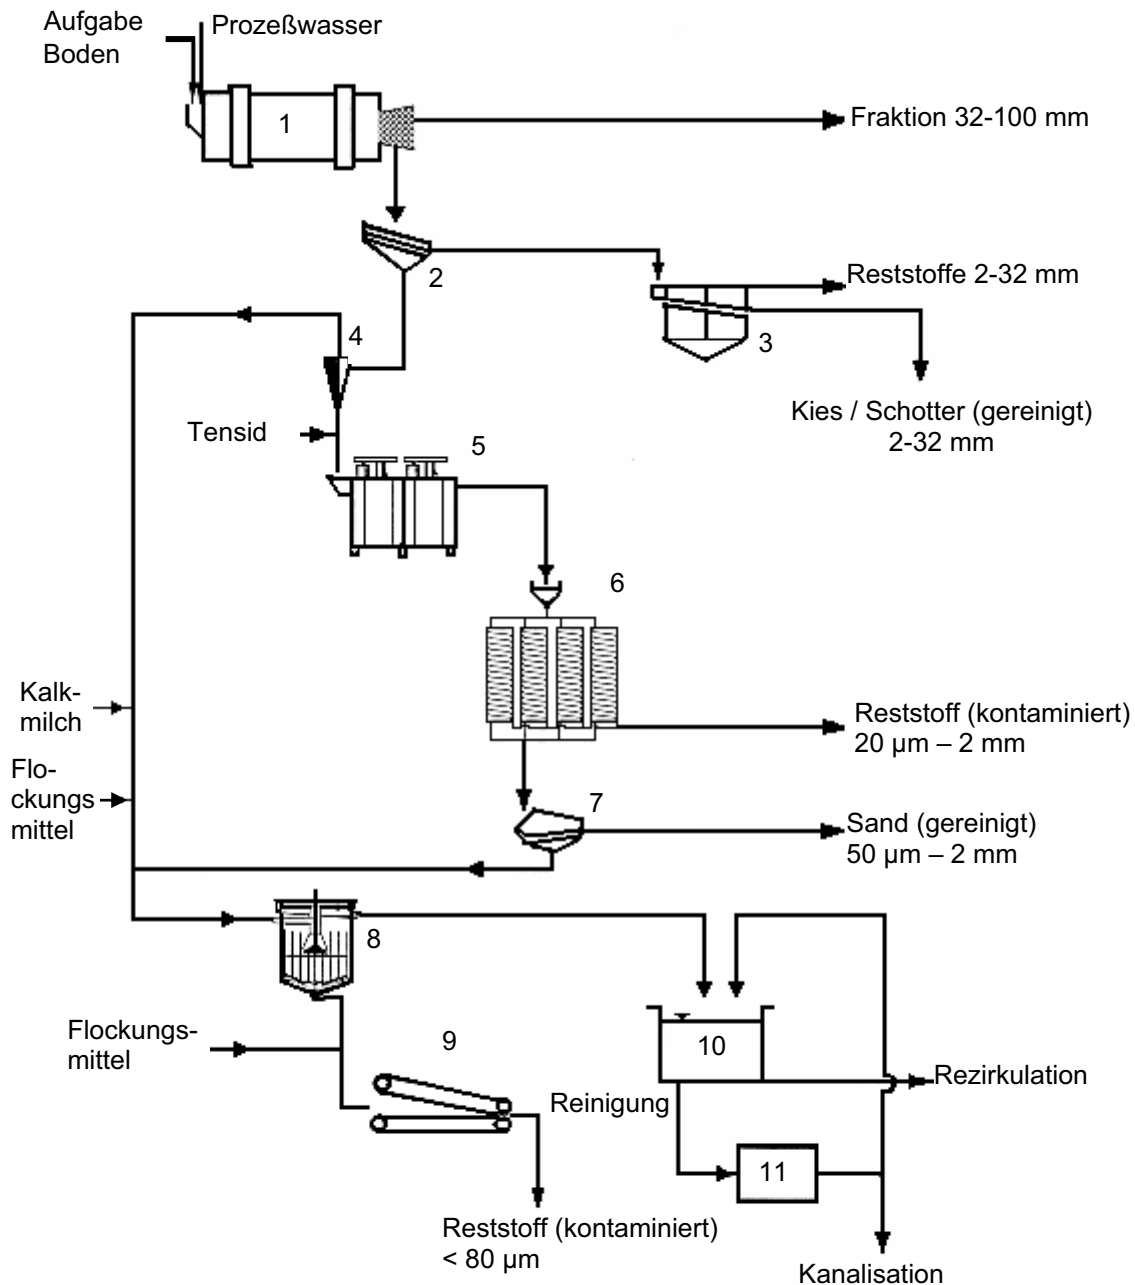 Aufgabe
Boden
Prozeßwasser
1
Fraktion 32-100 mm
2
Reststoffe 2-32 mm
3
4
Kies / Schotter (gereinigt)
2-32 mm
Tensid
5
6
Kalk-
milch
Reststoff (kontaminiert)
20 µm – 2 mm
Flo-
ckungs
mittel
7
Sand (gereinigt)
50 µm – 2 mm
8
Flockungs-
mittel
9
10
Rezirkulation
Reinigung
11
Reststoff (kontaminiert)
< 80 µm
Kanalisation